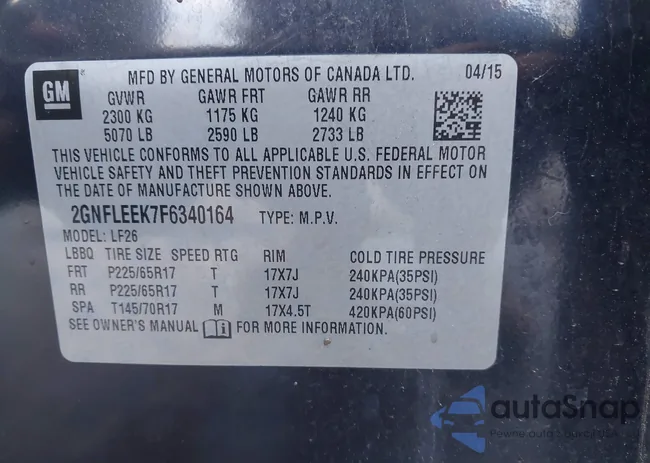 GM
MFD BY GENERAL MOTORS OF CANADA LTD. 04/15
GVWR GAWR FRT GAWR RR
2300 KG 1175 KG 1240 KG
5070 LB 2590 LB 2733 LB
THIS VEHICLE CONFORMS TO ALL APPLICABLE U.S. FEDERAL MOTOR
VEHICLE SAFETY AND THEFT PREVENTION STANDARDS IN EFFECT ON
THE DATE OF MANUFACTURE SHOWN ABOVE.
2GNFLEEK7F6340164 TYPE: M.P.V.
MODEL: LF26
LBBQ TIRE SIZE SPEED RTG RIM COLD TIRE PRESSURE
FRT P225/65R17 T 17X7J 240KPA(35PSI)
RR P225/65R17 T 17X7J 240KPA(35PSI)
SPA T145/70R17 M 17X4.5T 420KPA(60PSI)
SEE OWNER'S MANUAL FOR MORE INFORMATION.
autaSnap
Pewne auto